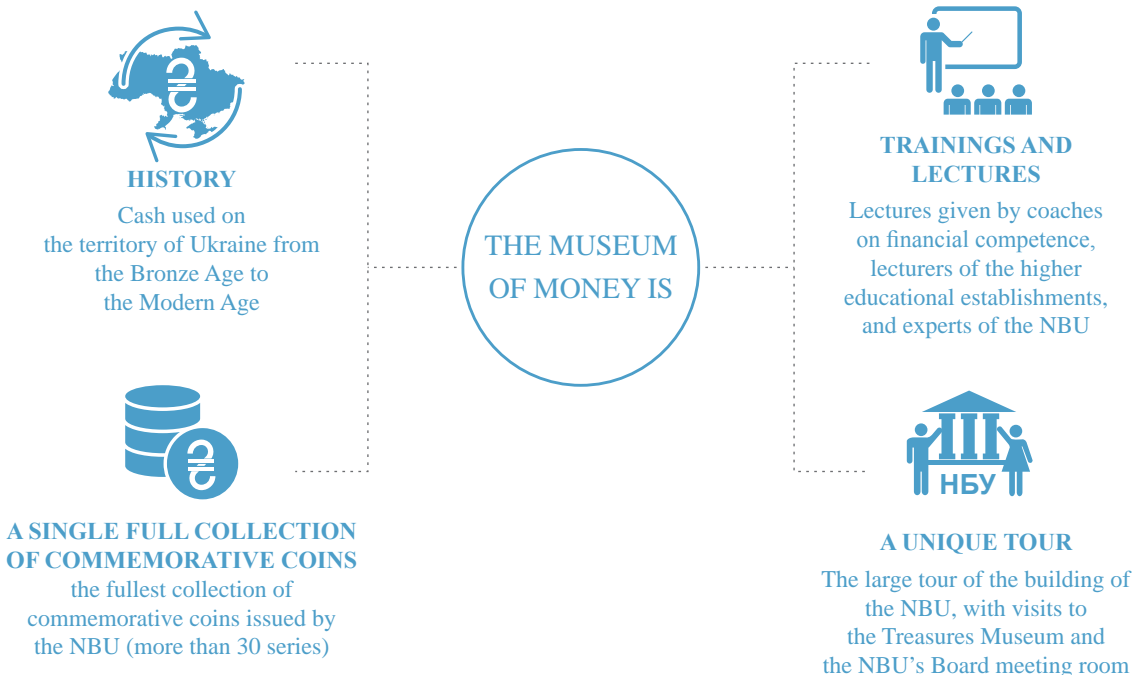 HISTORY
Cash used on
the territory of Ukraine from
the Bronze Age to
the Modern Age
A SINGLE FULL COLLECTION
OF COMMEMORATIVE COINS
the fullest collection of
commemorative coins issued by
the NBU (more than 30 series)
THE MUSEUM
OF MONEY IS
TRAININGS AND
LECTURES
Lectures given by coaches
on financial competence,
lecturers of the higher
educational establishments,
and experts of the NBU
НБУ
A UNIQUE TOUR
The large tour of the building of
the NBU, with visits to
the Treasures Museum and
the NBU’s Board meeting room